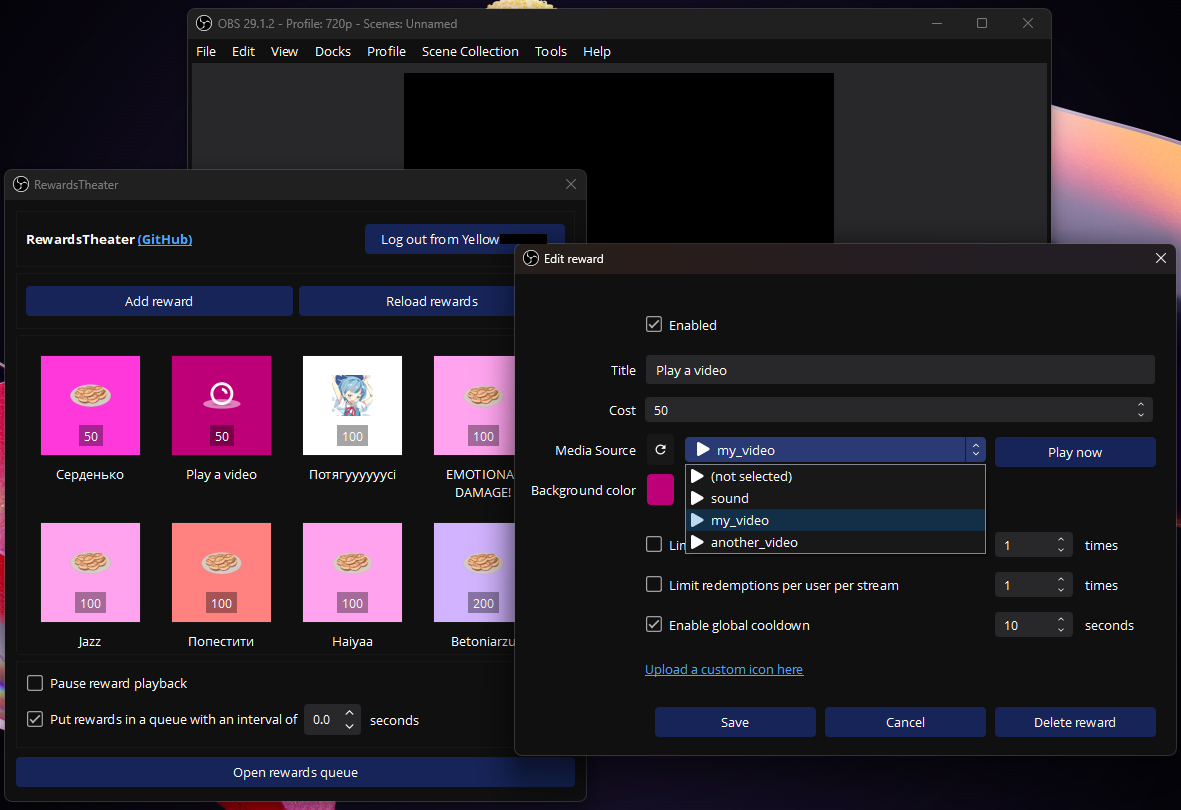 OBS 29.1.2 - Profile: 720p - Scenes: Unnamed
File Edit View Docks Profile Scene Collection Tools Help
RewardsTheater
RewardsTheater (GitHub)
Log out from Yellow
Add reward
Reload rewards
50
50
100
100
Серденько
Play a video
Потягуууууусі
EMOTIONA
DAMAGE!
100
100
100
200
Jazz
Попестити
Haiyaa
Betoniarzu
Pause reward playback
Put rewards in a queue with an interval of 0.0 seconds
Open rewards queue
Edit reward
Enabled
Title Play a video
Cost 50
Media Source my_video Play now
(not selected)
Background color
sound
my_video
another_video
1 times
Limit redemptions per user per stream 1 times
Enable global cooldown 10 seconds
Upload a custom icon here
Save Cancel Delete reward